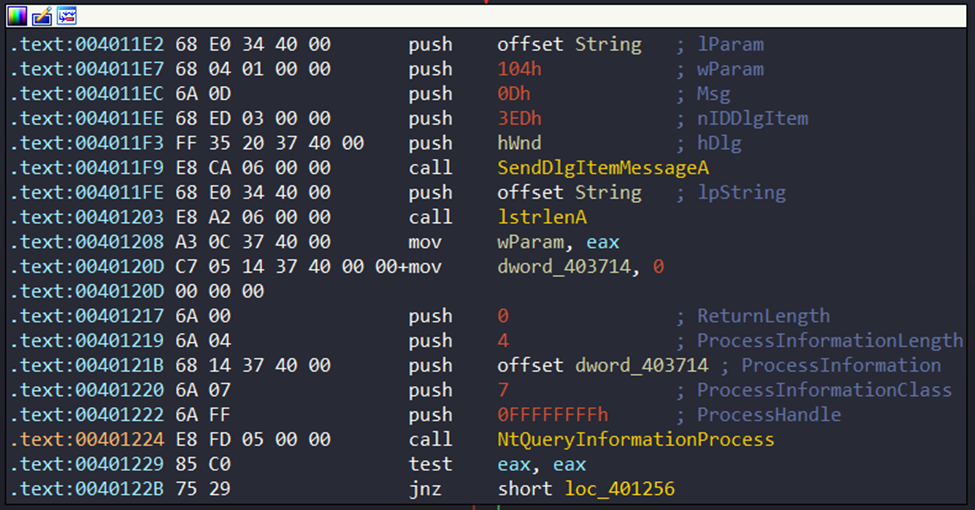 .text:004011E2 68 E0 34 40 00 push offset String ; lParam
.text:004011E7 68 04 01 00 00 push 104h ; wParam
.text:004011EC 6A 0D push 0Dh ; Msg
.text:004011EE 68 ED 03 00 00 push 3EDh ; nIDDlgItem
.text:004011F3 FF 35 20 37 40 00 push hWnd ; hDlg
.text:004011F9 E8 CA 06 00 00 call SendDlgItemMessageA
.text:004011FE 68 E0 34 40 00 push offset String ; lpString
.text:00401203 E8 A2 06 00 00 call lstrlenA
.text:00401208 A3 0C 37 40 00 mov wParam, eax
.text:0040120D C7 05 14 37 40 00 00+mov dword_403714, 0
.text:0040120D 00 00 00
.text:00401217 6A 00 push 0 ; ReturnLength
.text:00401219 6A 04 push 4 ; ProcessInformationLength
.text:0040121B 68 14 37 40 00 push offset dword_403714 ; ProcessInformation
.text:00401220 6A 07 push 7 ; ProcessInformationClass
.text:00401222 6A FF push 0FFFFFFFFh ; ProcessHandle
.text:00401224 E8 FD 05 00 00 call NtQueryInformationProcess
.text:00401229 85 C0 test eax, eax
.text:0040122B 75 29 jnz short loc_401256